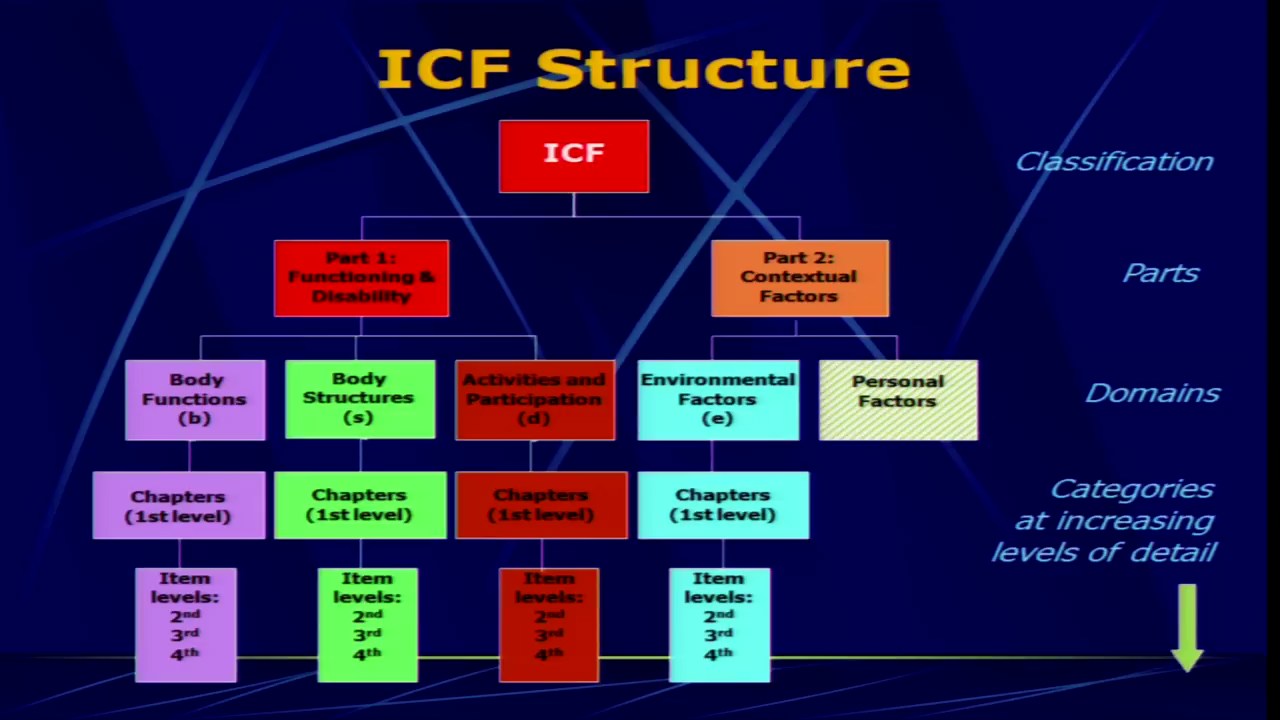 ICF Structure
ICF
Classification
Part 1:
Functioning &
Disability
Part 2:
Contextual
Factors
Parts
Body
Functions
(b)
Body
Structures
(s)
Activities and
Participation
(d)
Environmental
Factors
(e)
Personal
Factors
Domains
Chapters
(1st level)
Chapters
(1st level)
Chapters
(1st level)
Chapters
(1st level)
Categories
at increasing
levels of detail
Item
levels:
2nd
3rd
4th
Item
levels:
2nd
3rd
4th
Item
levels:
2nd
3rd
4th
Item
levels:
2nd
3rd
4th